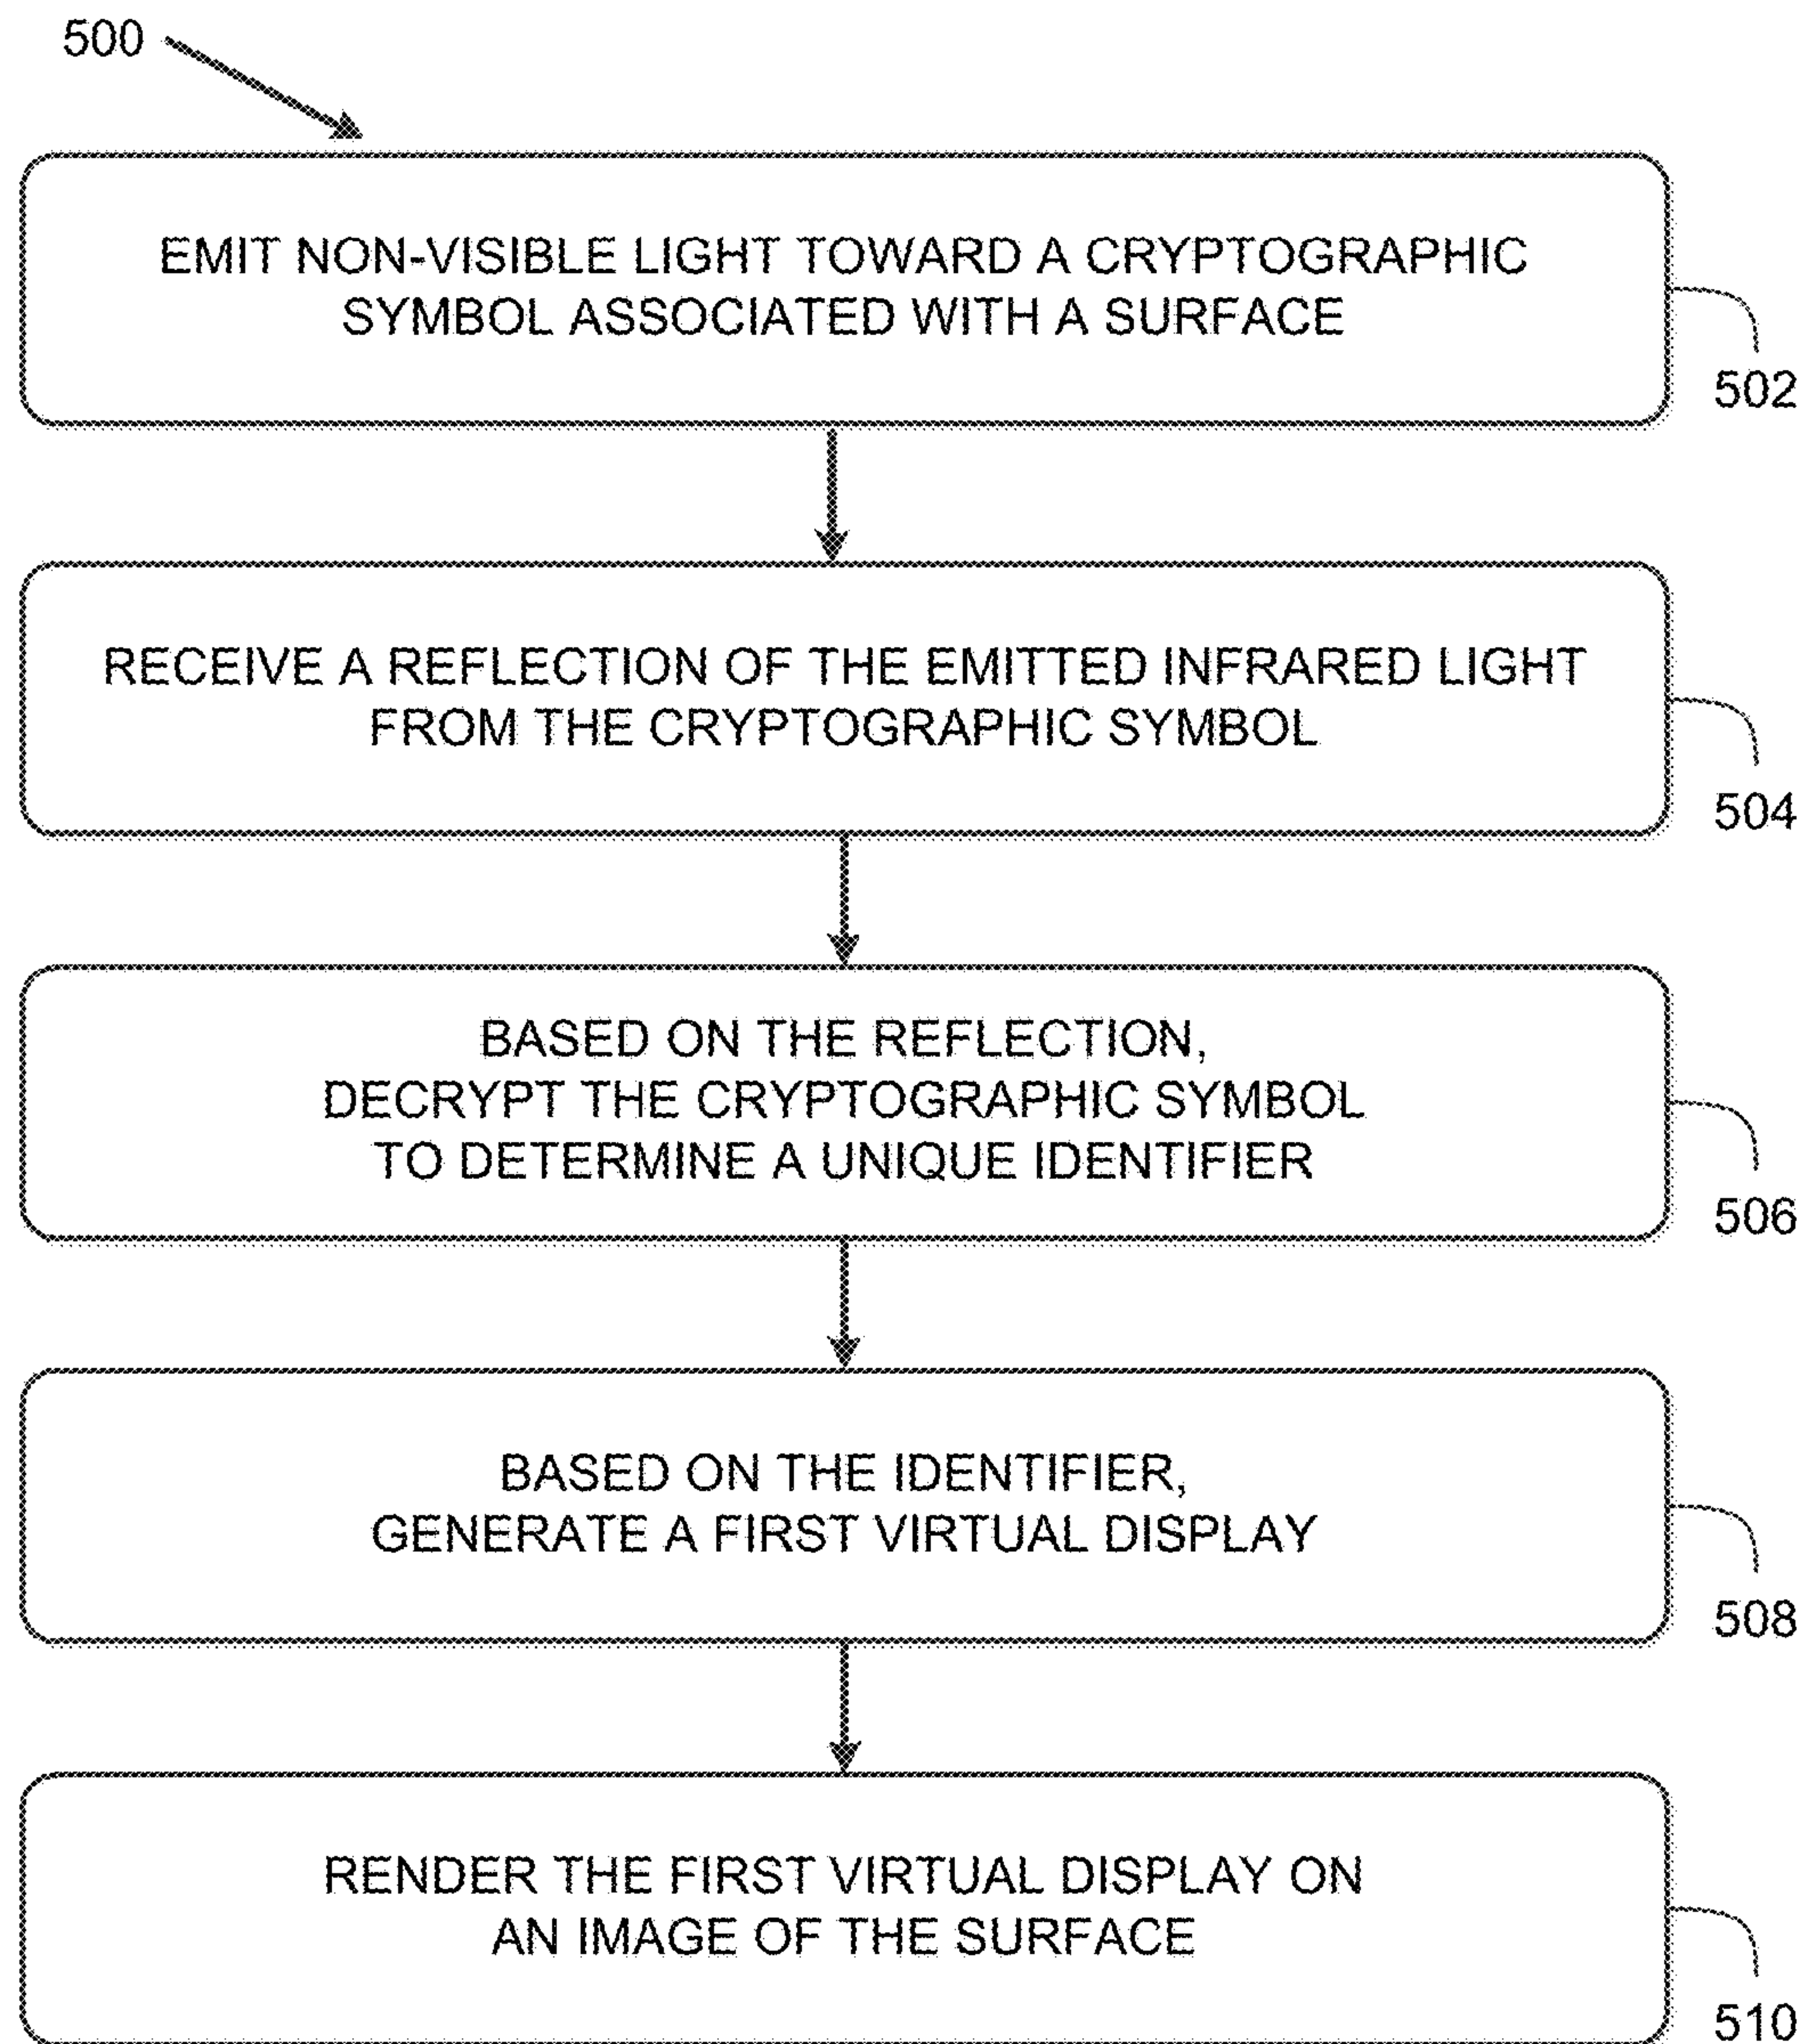 500
EMIT NON-VISIBLE LIGHT TOWARD A CRYPTOGRAPHIC
SYMBOL ASSOCIATED WITH A SURFACE
502
RECEIVE A REFLECTION OF THE EMITTED INFRARED LIGHT
FROM THE CRYPTOGRAPHIC SYMBOL
504
BASED ON THE REFLECTION,
DECRYPT THE CRYPTOGRAPHIC SYMBOL
TO DETERMINE A UNIQUE IDENTIFIER
506
BASED ON THE IDENTIFIER,
GENERATE A FIRST VIRTUAL DISPLAY
508
RENDER THE FIRST VIRTUAL DISPLAY ON
AN IMAGE OF THE SURFACE
510